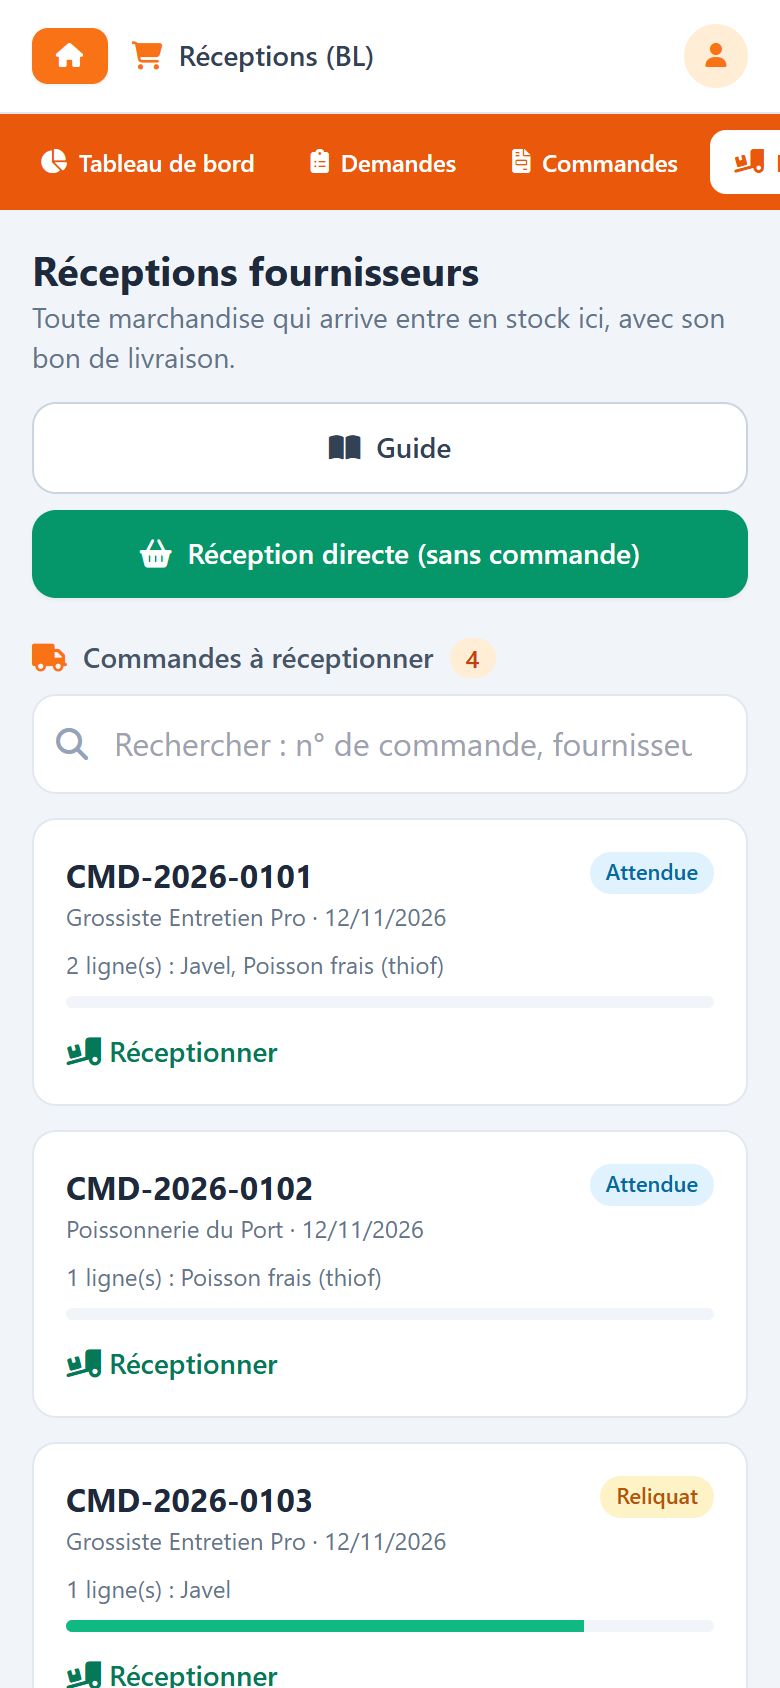 Réceptions (BL)
Tableau de bord
Demandes
Commandes
Réceptions fournisseurs
Toute marchandise qui arrive entre en stock ici, avec son
bon de livraison.
Guide
Réception directe (sans commande)
Commandes à réceptionner 4
Rechercher : n° de commande, fournisseu
CMD-2026-0101
Attendue
Grossiste Entretien Pro · 12/11/2026
2 ligne(s) : Javel, Poisson frais (thiof)
Réceptionner
CMD-2026-0102
Attendue
Poissonnerie du Port · 12/11/2026
1 ligne(s) : Poisson frais (thiof)
Réceptionner
CMD-2026-0103
Reliquat
Grossiste Entretien Pro · 12/11/2026
1 ligne(s) : Javel
Réceptionner